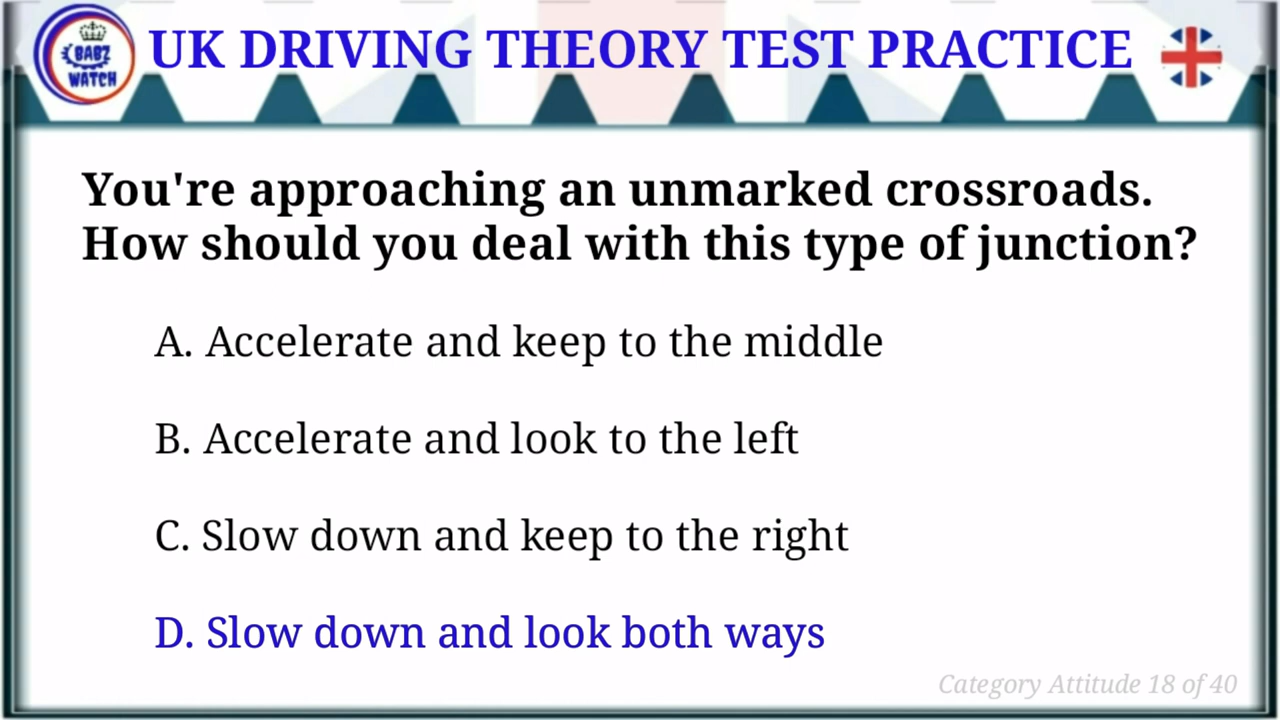 BABZ
WATCH
UK DRIVING THEORY TEST PRACTICE
You're approaching an unmarked crossroads.
How should you deal with this type of junction?
A. Accelerate and keep to the middle
B. Accelerate and look to the left
C. Slow down and keep to the right
D. Slow down and look both ways
Category Attitude 18 of 40